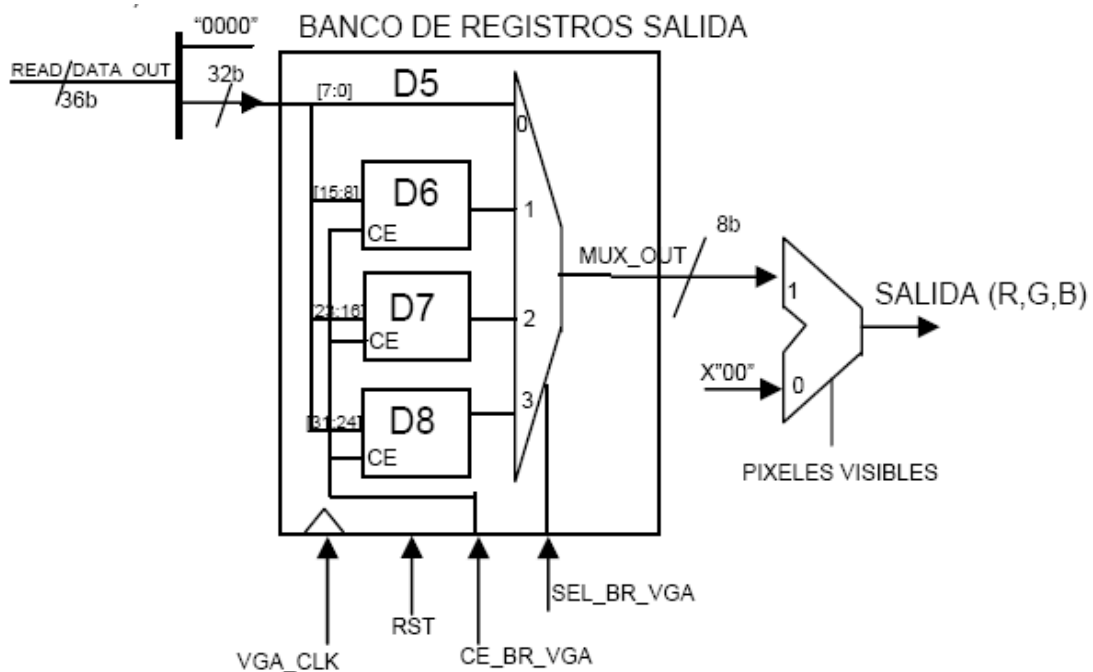 "0000"
BANCO DE REGISTROS SALIDA
READ/DATA_OUT
36b
32b
[7:0]
D5
0
[15:8]
D6
CE
1
8b
MUX_OUT
[23:16]
D7
CE
2
1
SALIDA (R,G,B)
X"00"
0
[31:24]
D8
CE
3
PIXELES VISIBLES
SEL_BR_VGA
RST
VGA_CLK
CE_BR_VGA